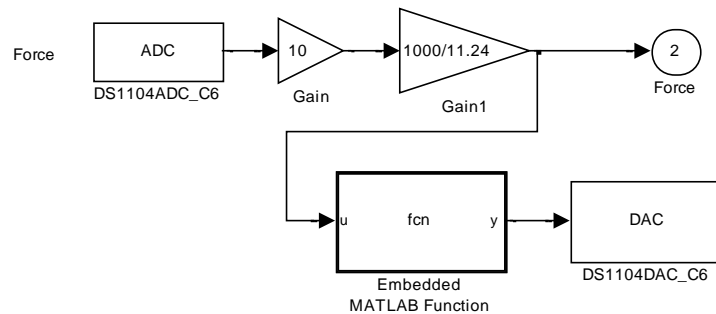 Force
ADC
DS1104ADC_C6
10
Gain
1000/11.24
Gain1
2
Force
u
fcn
y
Embedded
MATLAB Function
DAC
DS1104DAC_C6